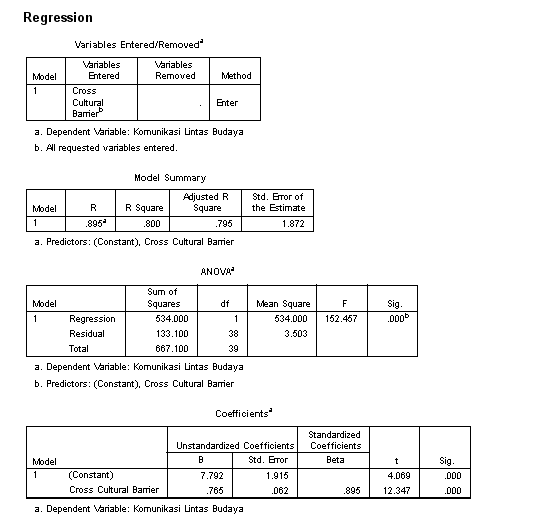 Regression
Variables Entered/Removedᵃ
Model Variables Entered Variables Removed Method
1 Cross Cultural Barrierᵇ . Enter
a. Dependent Variable: Komunikasi Lintas Budaya
b. All requested variables entered.
Model Summary
Model R R Square Adjusted R Square Std. Error of the Estimate
1 .895ᵃ .800 .795 1.872
a. Predictors: (Constant), Cross Cultural Barrier
ANOVAᵃ
Model Sum of Squares df Mean Square F Sig.
1 Regression 534.000 1 534.000 152.457 .000ᵇ
Residual 133.100 38 3.503
Total 667.100 39
a. Dependent Variable: Komunikasi Lintas Budaya
b. Predictors: (Constant), Cross Cultural Barrier
Coefficientsᵃ
Model Unstandardized Coefficients Standardized Coefficients t Sig.
B Std. Error Beta
1 (Constant) 7.792 1.915 4.069 .000
Cross Cultural Barrier .765 .062 .895 12.347 .000
a. Dependent Variable: Komunikasi Lintas Budaya